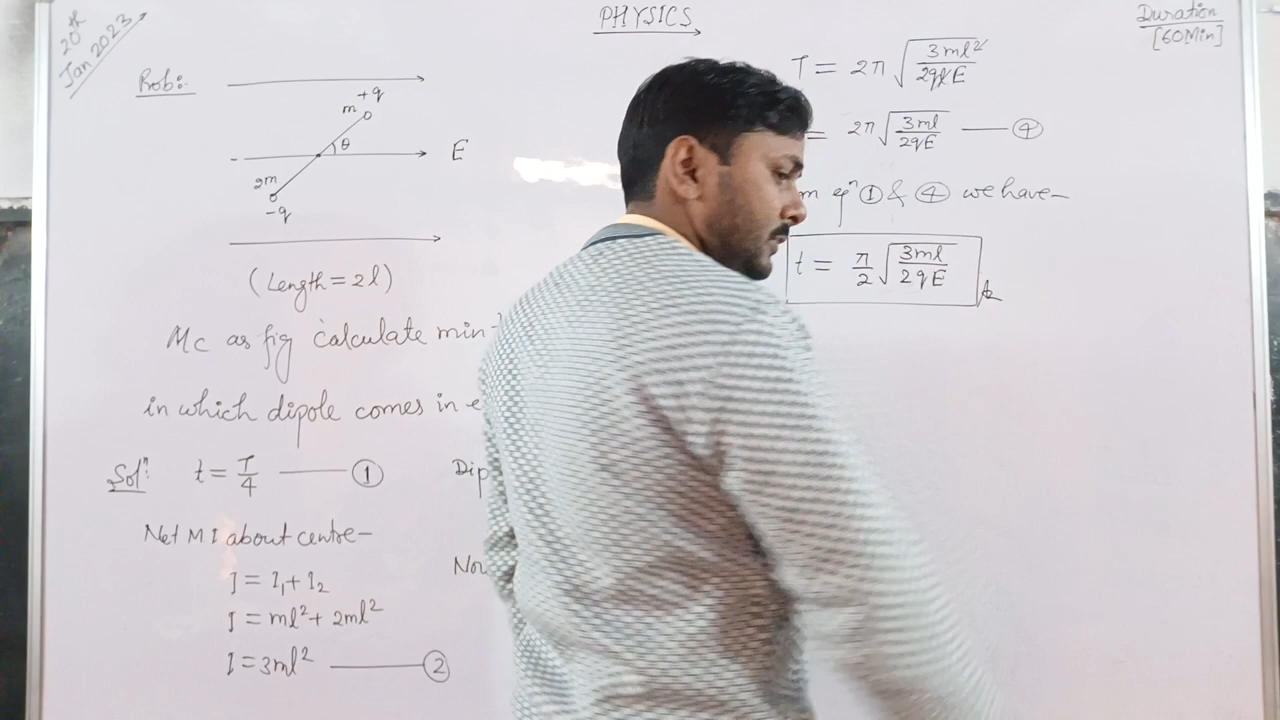 20th Jan 2023
PHYSICS
Duration
[60Min]
Prob:-
+q
m
θ
E
2m
-q
(Length = 2l)
Mc as fig calculate min
in which dipole comes in e
Solⁿ: t = T/4 —— ①
Net M I about centre-
I = I₁ + I₂
I = ml² + 2ml²
I = 3ml² —— ②
Dip
Nov
T = 2π √(3ml²/2qlE)
= 2π √(3ml/2qE) —— ④
m eqⁿ ① & ④ we have-
t = π/2 √(3ml/2qE)